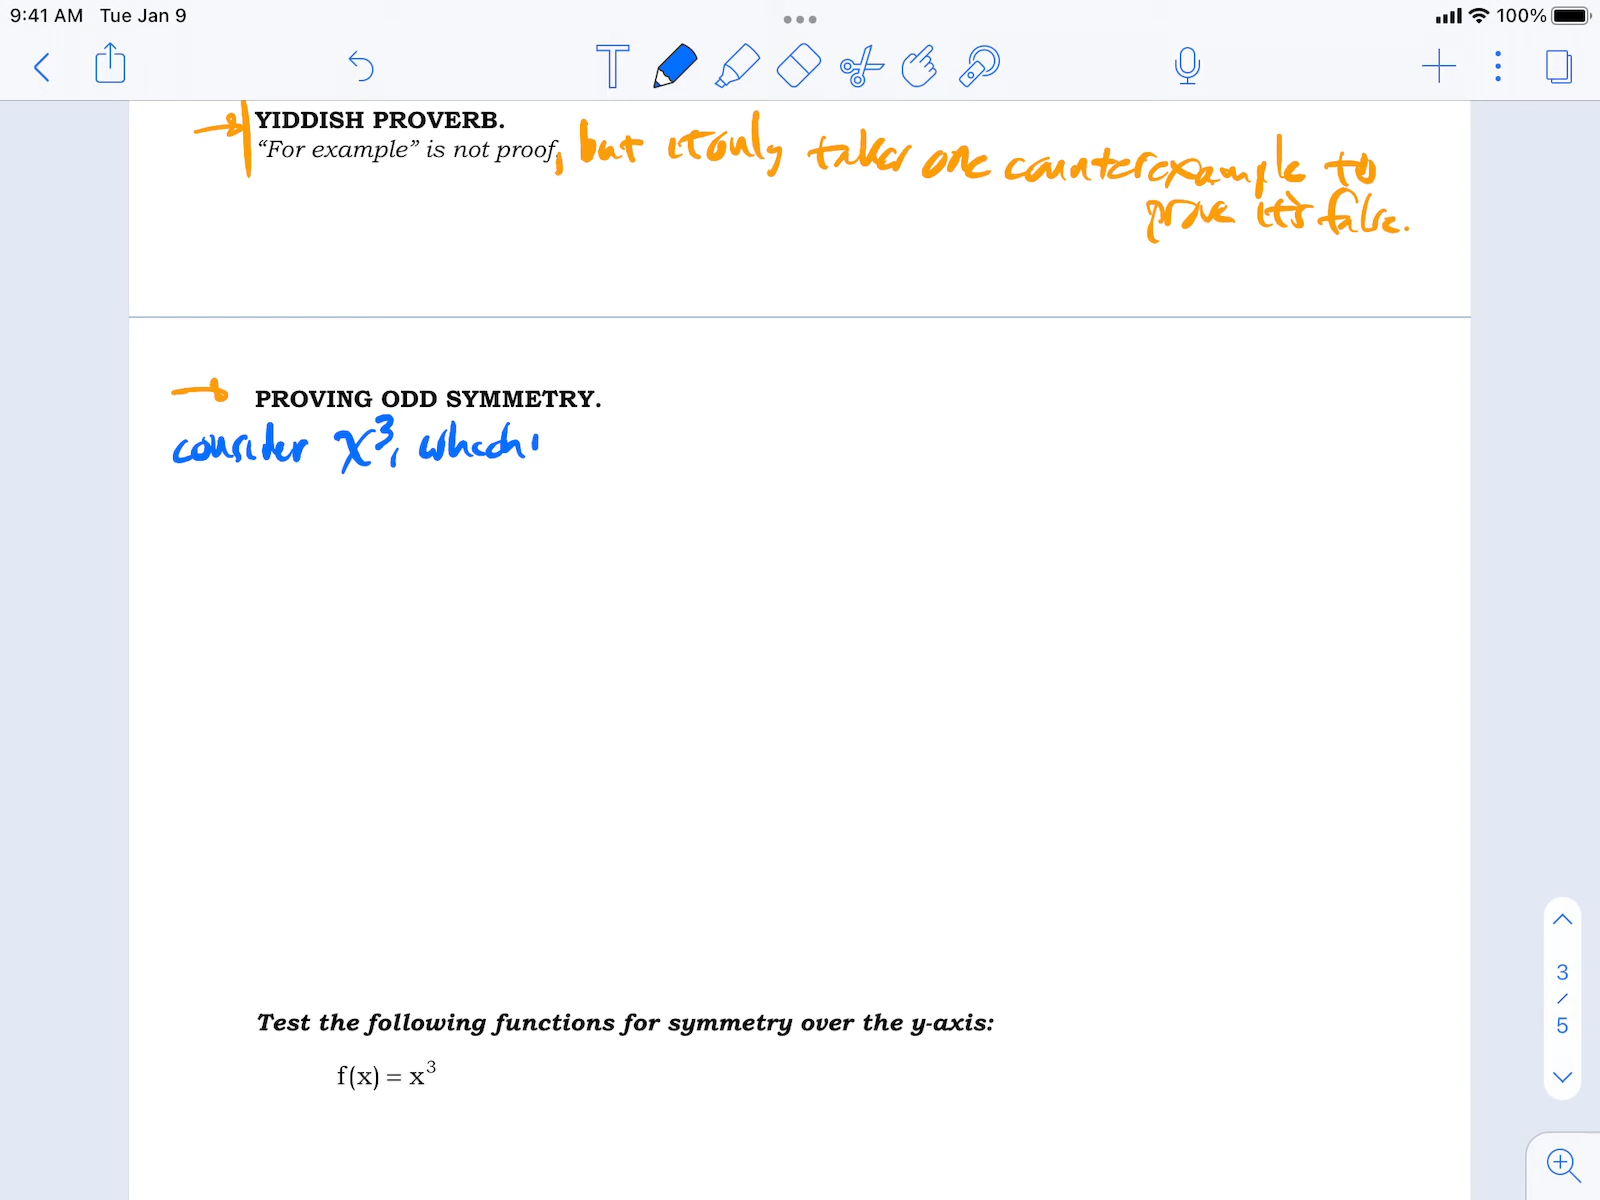 9:41 AM Tue Jan 9 100%
YIDDISH PROVERB.
“For example” is not proof, but it only takes one counterexample to
prove it's false.
PROVING ODD SYMMETRY.
consider x³, which
Test the following functions for symmetry over the y-axis:
f(x) = x³
3
/
5